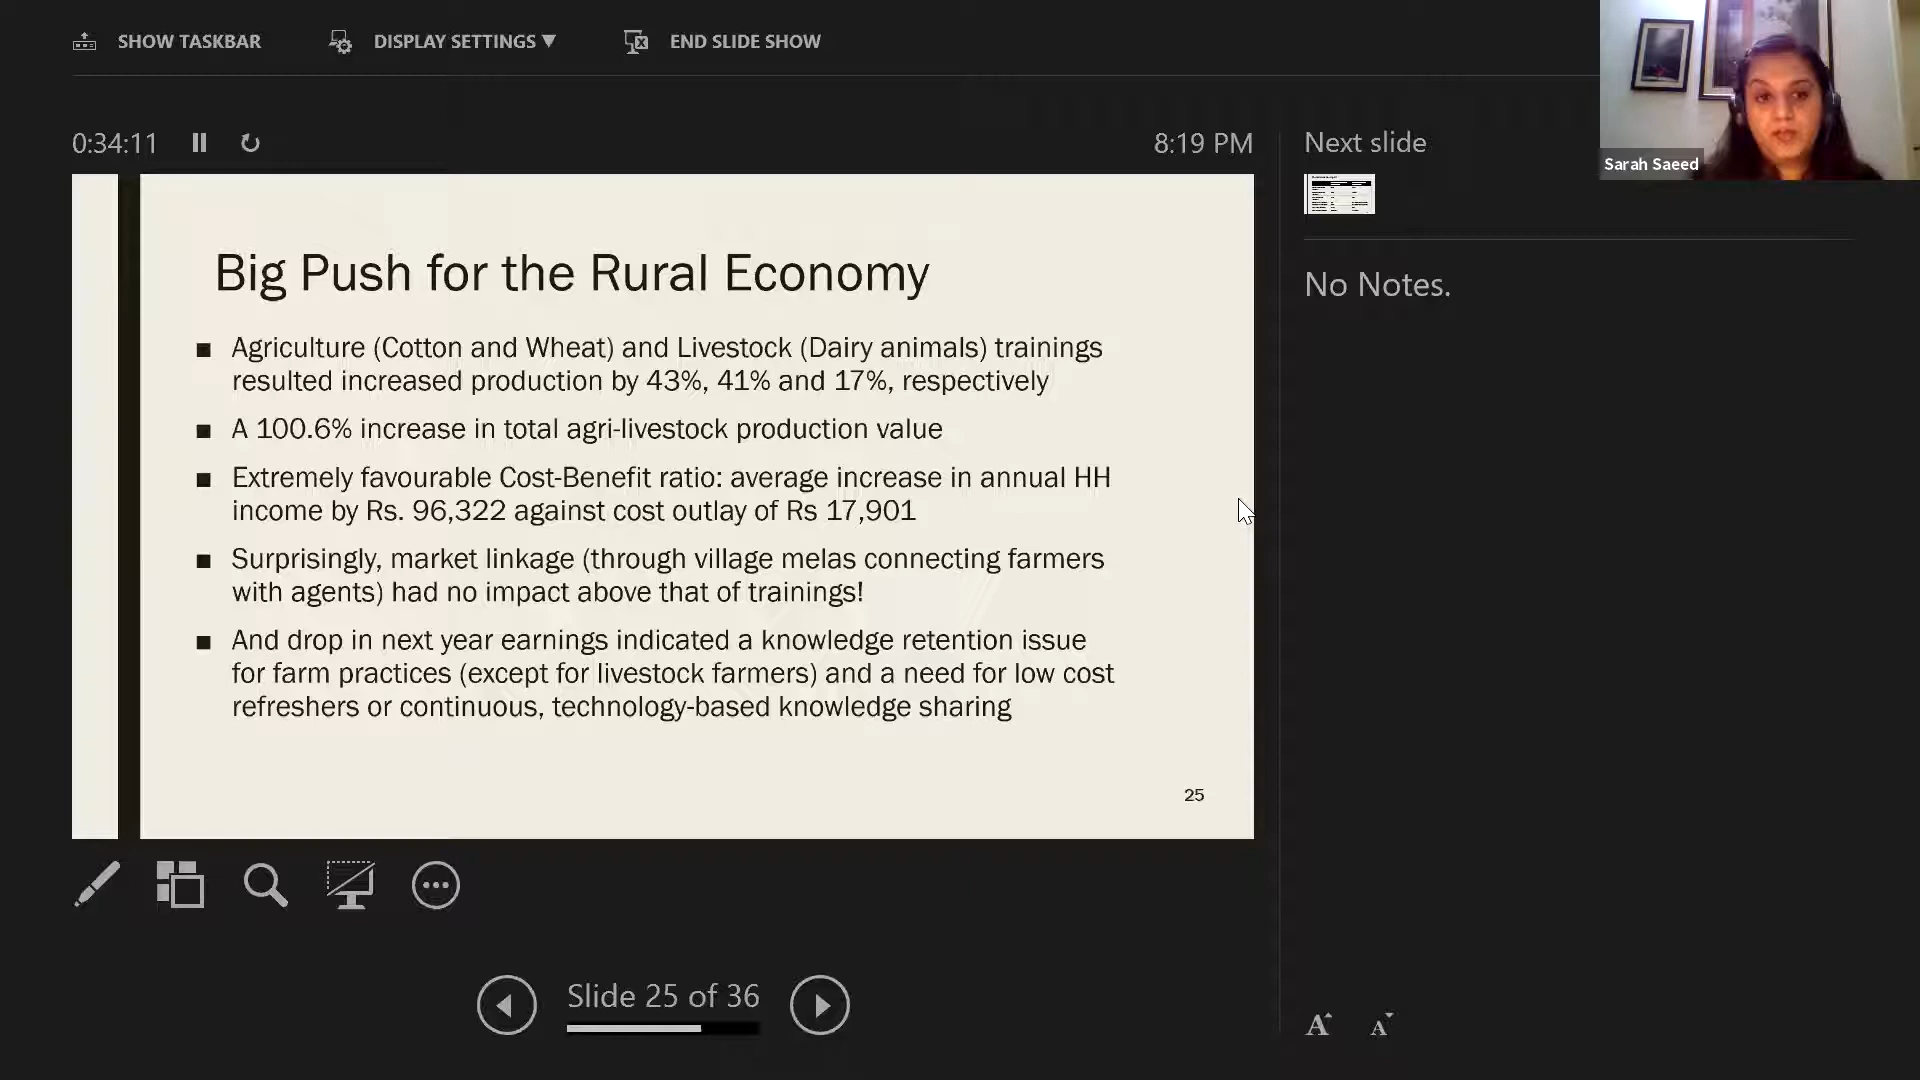 SHOW TASKBAR
DISPLAY SETTINGS ▼
END SLIDE SHOW
Sarah Saeed
0:34:11
8:19 PM
Next slide
Big Push for the Rural Economy
■ Agriculture (Cotton and Wheat) and Livestock (Dairy animals) trainings
resulted increased production by 43%, 41% and 17%, respectively
■ A 100.6% increase in total agri-livestock production value
■ Extremely favourable Cost-Benefit ratio: average increase in annual HH
income by Rs. 96,322 against cost outlay of Rs 17,901
■ Surprisingly, market linkage (through village melas connecting farmers
with agents) had no impact above that of trainings!
■ And drop in next year earnings indicated a knowledge retention issue
for farm practices (except for livestock farmers) and a need for low cost
refreshers or continuous, technology-based knowledge sharing
25
No Notes.
Slide 25 of 36
A A